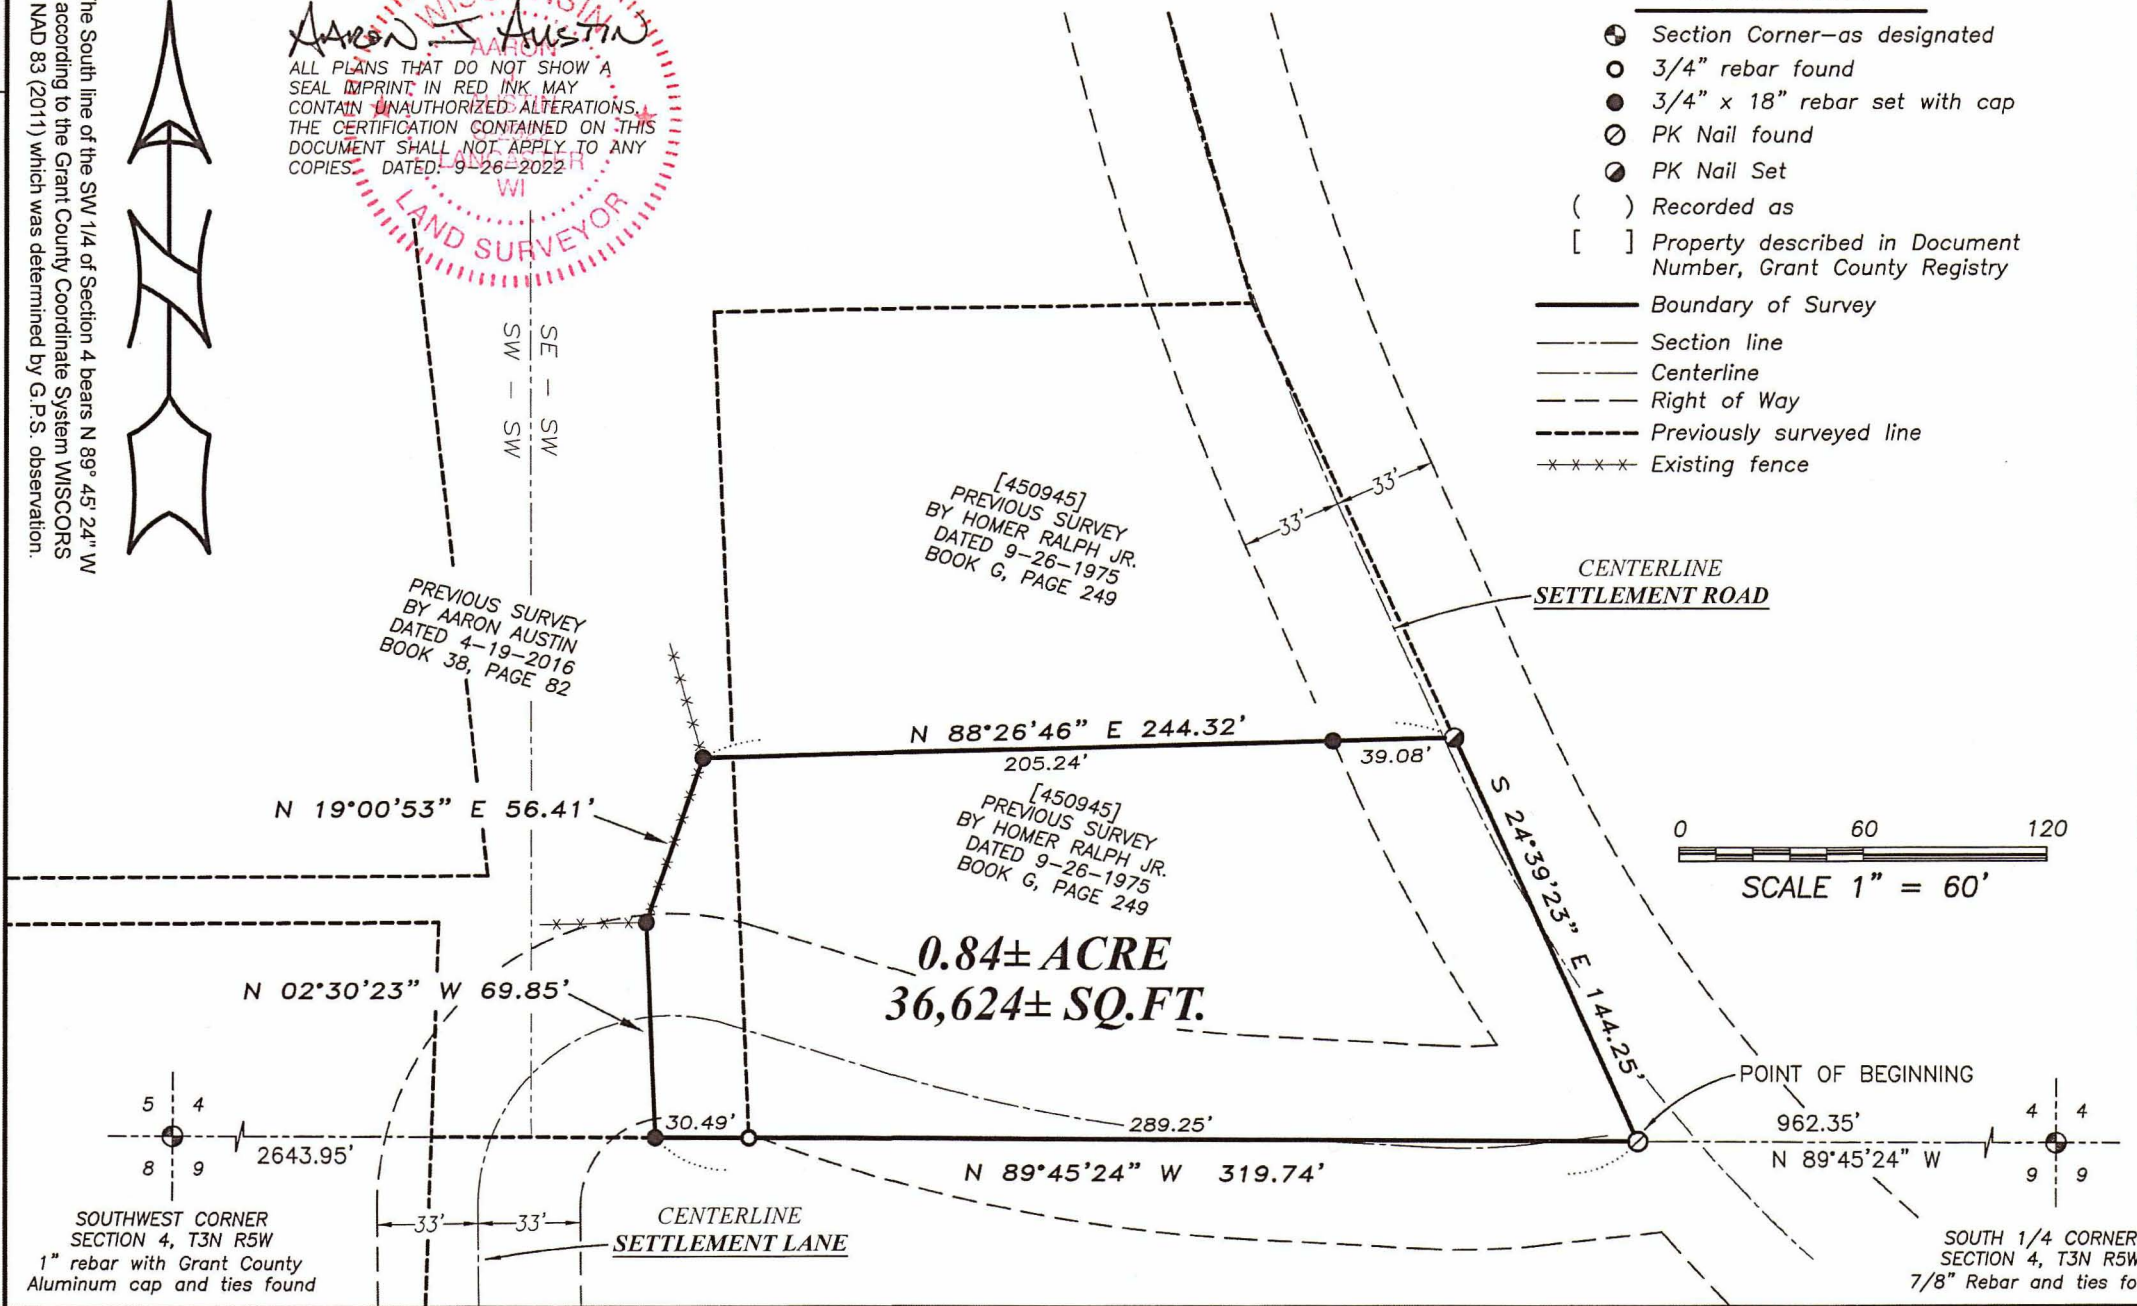 The South line of the SW 1/4 of Section 4 bears N 89° 45' 24" W
according to the Grant County Coordinate System WISCORS
NAD 83 (2011) which was determined by G.P.S. observation.
AARON J AUSTIN
ALL PLANS THAT DO NOT SHOW A
SEAL IMPRINT IN RED INK MAY
CONTAIN UNAUTHORIZED ALTERATIONS.
THE CERTIFICATION CONTAINED ON THIS
DOCUMENT SHALL NOT APPLY TO ANY
COPIES. DATED: 9-26-2022
WISCONSIN
AARON
J
AUSTIN
LANCASTER
WI
LAND SURVEYOR
Section Corner-as designated
3/4" rebar found
3/4" x 18" rebar set with cap
PK Nail found
PK Nail Set
( ) Recorded as
[ ] Property described in Document
Number, Grant County Registry
Boundary of Survey
Section line
Centerline
Right of Way
Previously surveyed line
Existing fence
SE - SW
SW - SW
[450945]
PREVIOUS SURVEY
BY HOMER RALPH JR.
DATED 9-26-1975
BOOK G, PAGE 249
33'
33'
CENTERLINE
SETTLEMENT ROAD
PREVIOUS SURVEY
BY AARON AUSTIN
DATED 4-19-2016
BOOK 38, PAGE 82
N 88°26'46" E 244.32'
205.24'
39.08'
N 19°00'53" E 56.41'
[450945]
PREVIOUS SURVEY
BY HOMER RALPH JR.
DATED 9-26-1975
BOOK G, PAGE 249
S 24°39'23" E 144.25'
0 60 120
SCALE 1" = 60'
0.84± ACRE
36,624± SQ.FT.
N 02°30'23" W 69.85'
POINT OF BEGINNING
5 4
8 9
2643.95'
30.49'
289.25'
962.35'
4 4
9 9
N 89°45'24" W 319.74'
N 89°45'24" W
SOUTHWEST CORNER
SECTION 4, T3N R5W
1" rebar with Grant County
Aluminum cap and ties found
33'
33'
CENTERLINE
SETTLEMENT LANE
SOUTH 1/4 CORNER
SECTION 4, T3N R5W
7/8" Rebar and ties fo